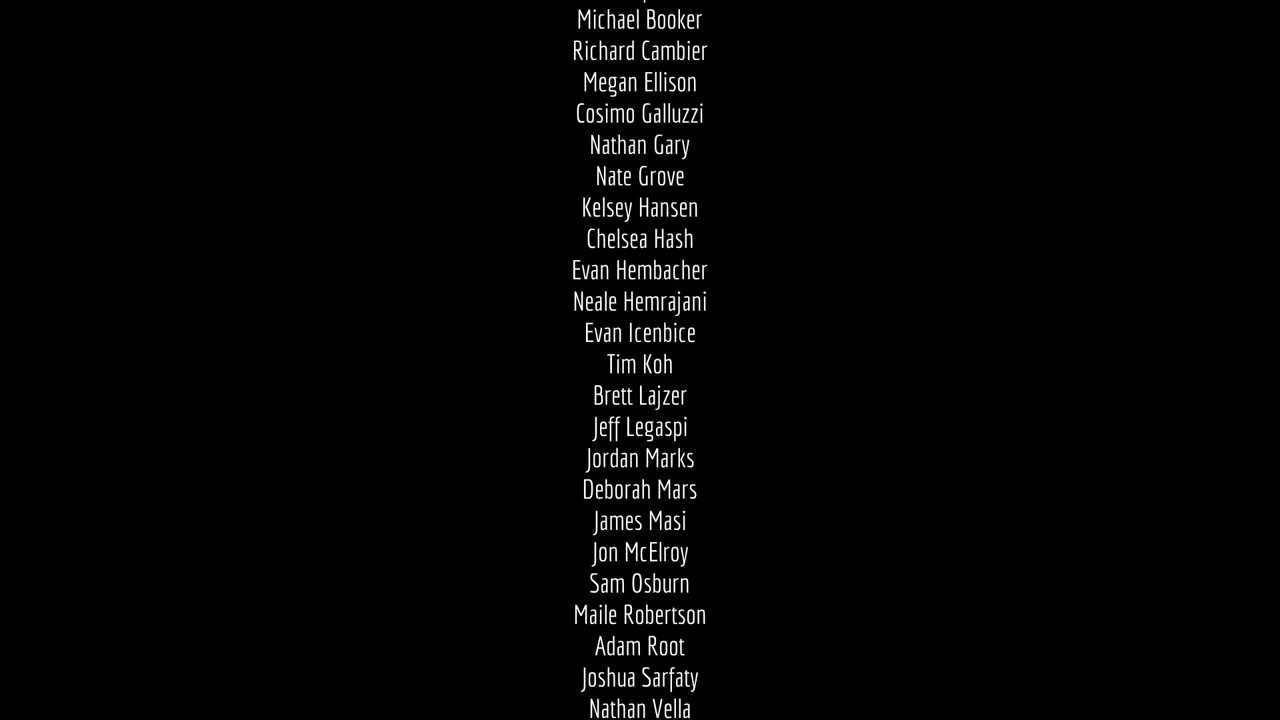 Michael Booker
Richard Cambier
Megan Ellison
Cosimo Galluzzi
Nathan Gary
Nate Grove
Kelsey Hansen
Chelsea Hash
Evan Hembacher
Neale Hemrajani
Evan Icenbice
Tim Koh
Brett Lajzer
Jeff Legaspi
Jordan Marks
Deborah Mars
James Masi
Jon McElroy
Sam Osburn
Maile Robertson
Adam Root
Joshua Sarfaty
Nathan Vella